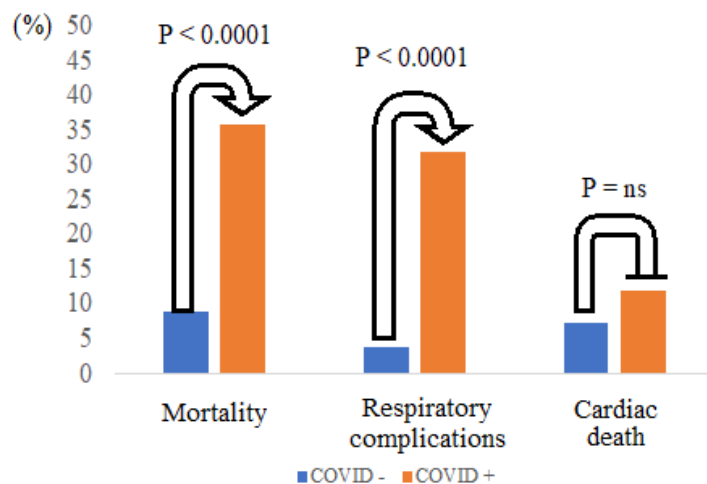 (%)
50
45
40
35
30
25
20
15
10
5
0
P < 0.0001
P < 0.0001
P = ns
Mortality
Respiratory
complications
Cardiac
death
COVID -
COVID +